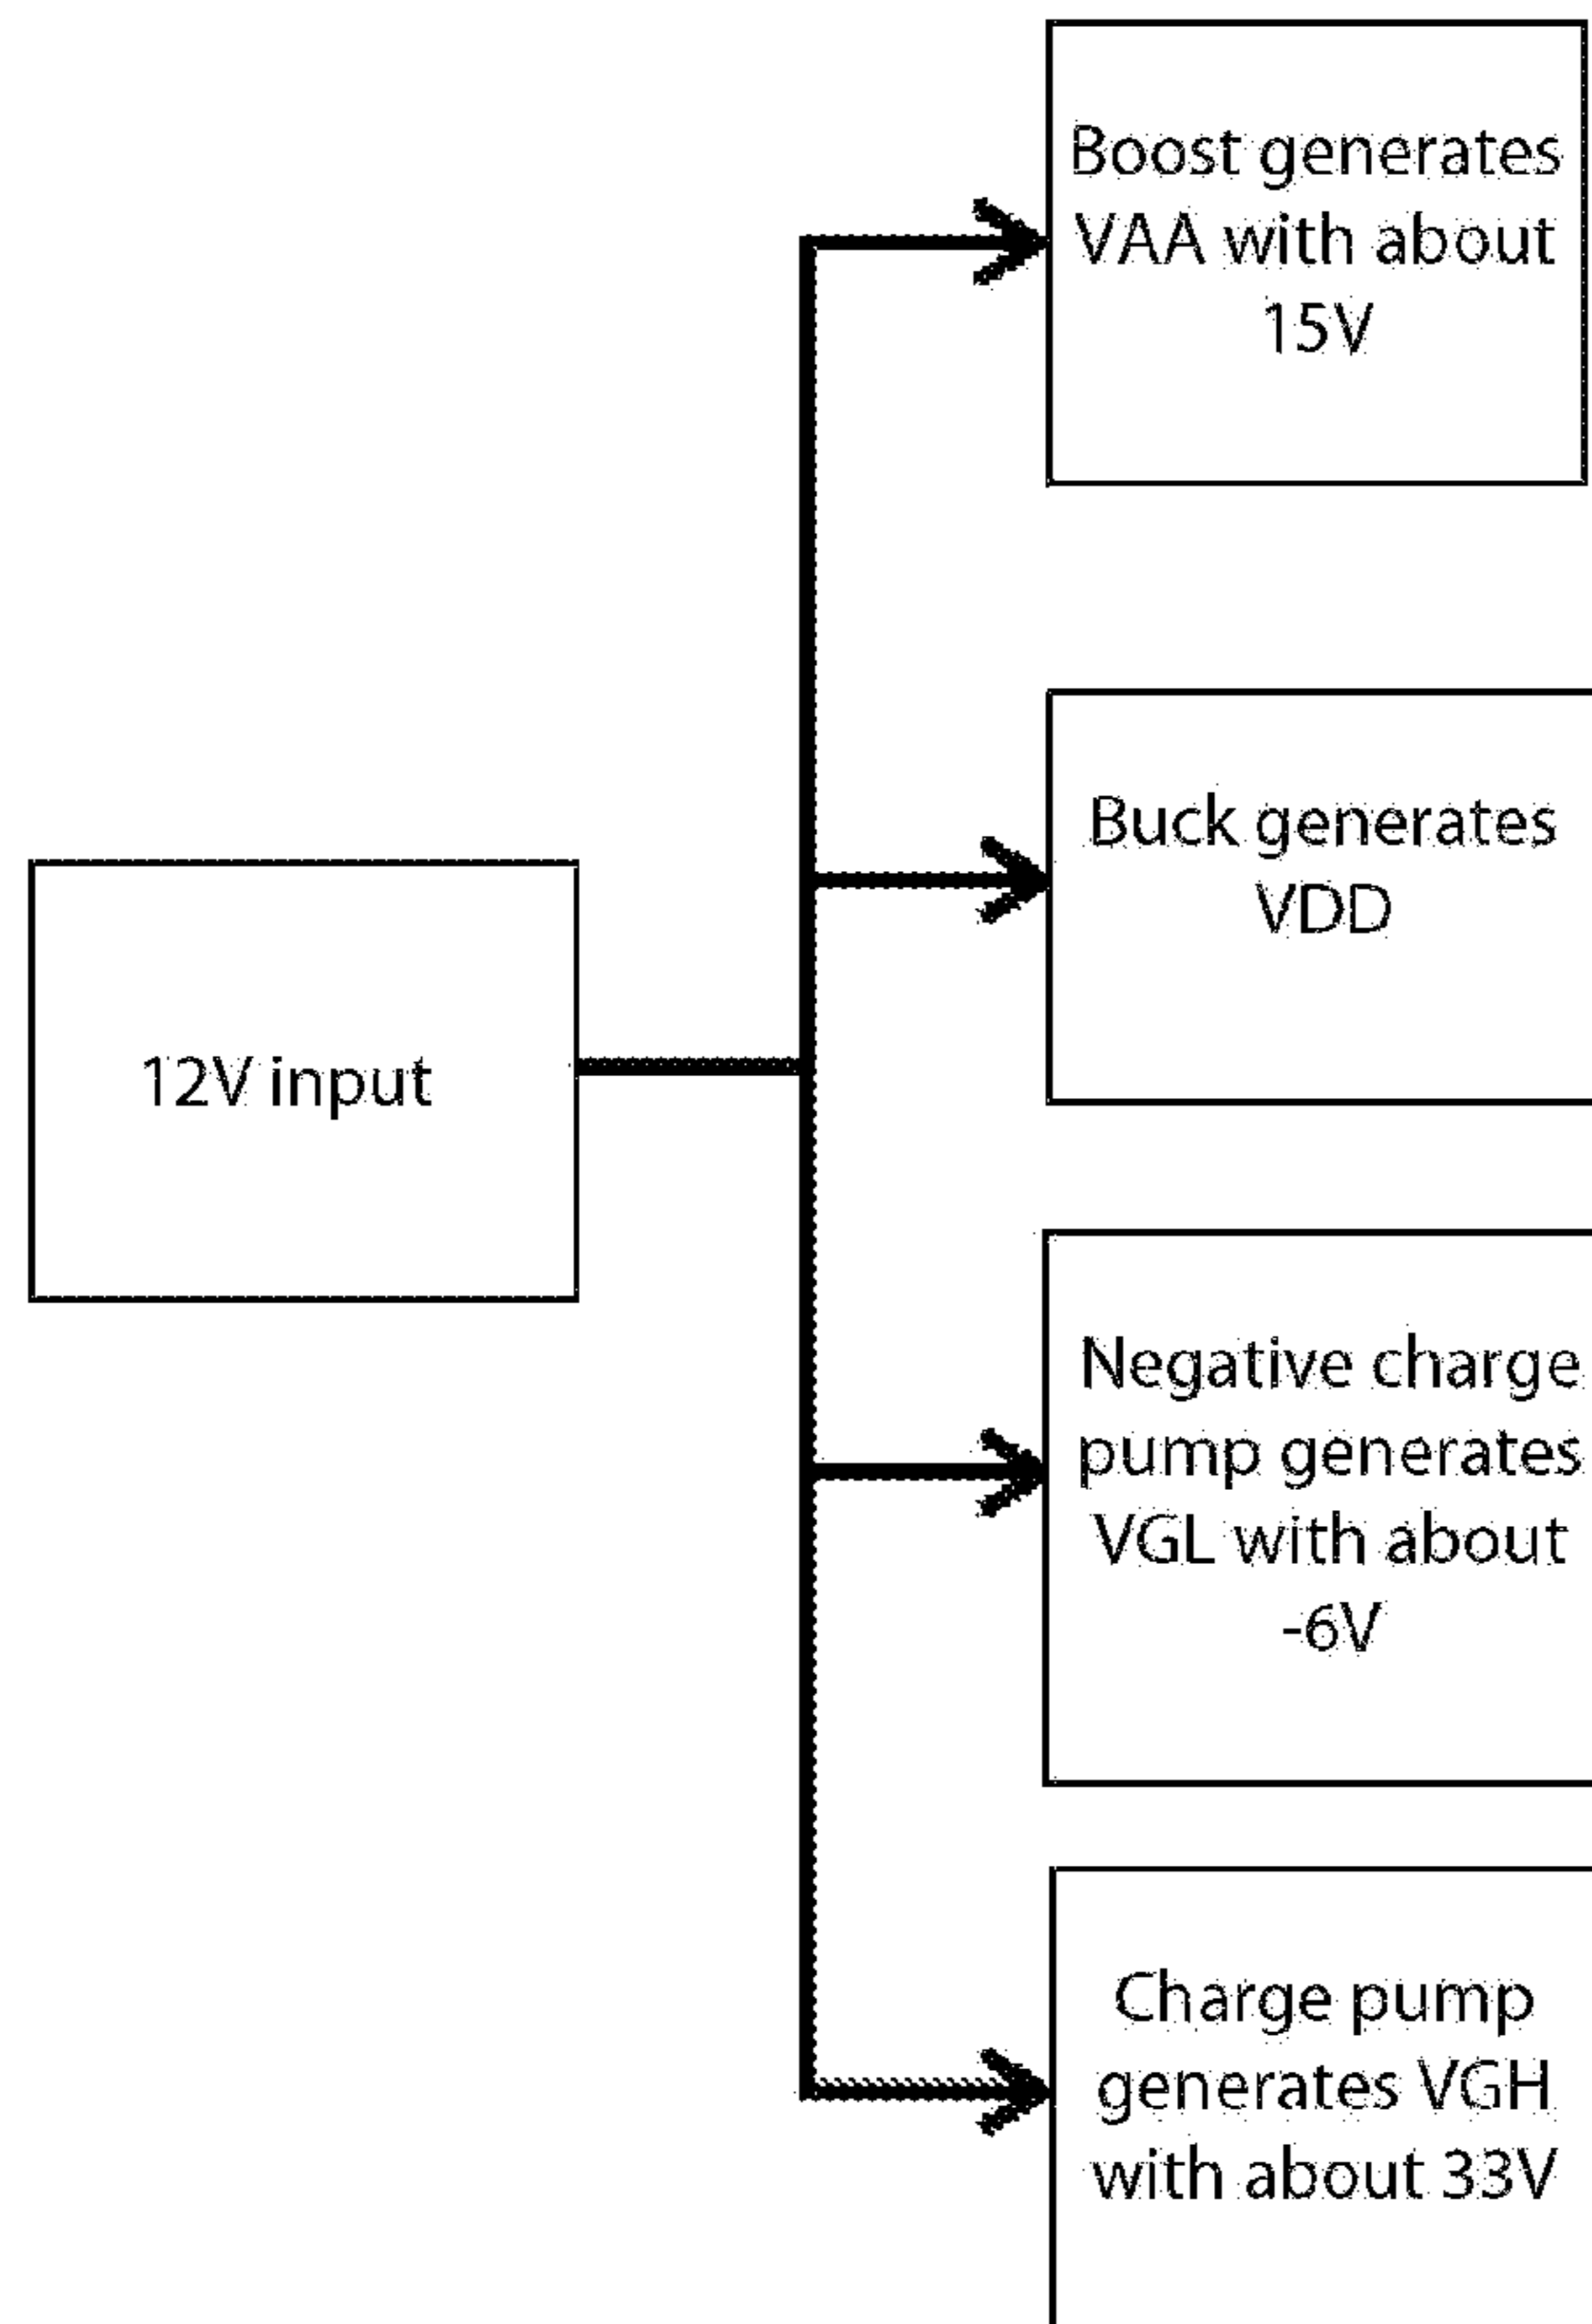 Boost generates
VAA with about
15V
Buck generates
VDD
12V input
Negative charge
pump generates
VGL with about
-6V
Charge pump
generates VGH
with about 33V